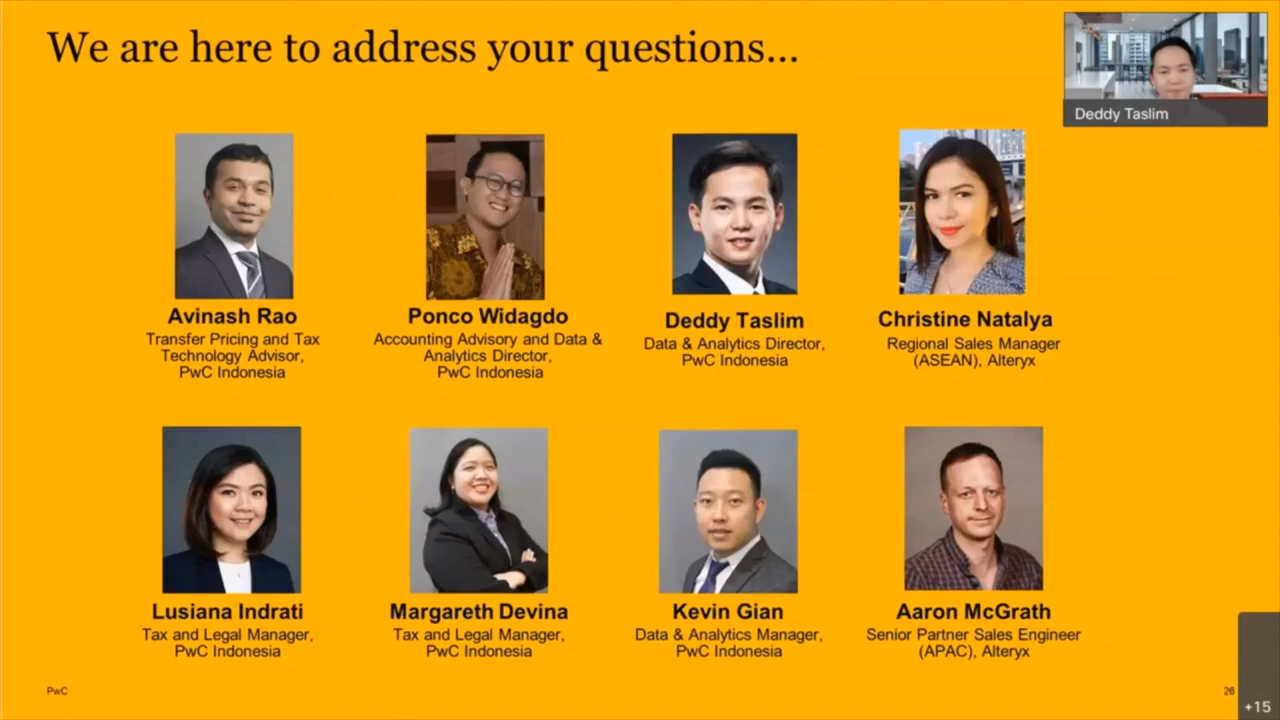 We are here to address your questions...
Deddy Taslim
Avinash Rao
Transfer Pricing and Tax
Technology Advisor,
PwC Indonesia
Ponco Widagdo
Accounting Advisory and Data &
Analytics Director,
PwC Indonesia
Deddy Taslim
Data & Analytics Director,
PwC Indonesia
Christine Natalya
Regional Sales Manager
(ASEAN), Alteryx
Lusiana Indrati
Tax and Legal Manager,
PwC Indonesia
Margareth Devina
Tax and Legal Manager,
PwC Indonesia
Kevin Gian
Data & Analytics Manager,
PwC Indonesia
Aaron McGrath
Senior Partner Sales Engineer
(APAC), Alteryx
PwC
26
+15